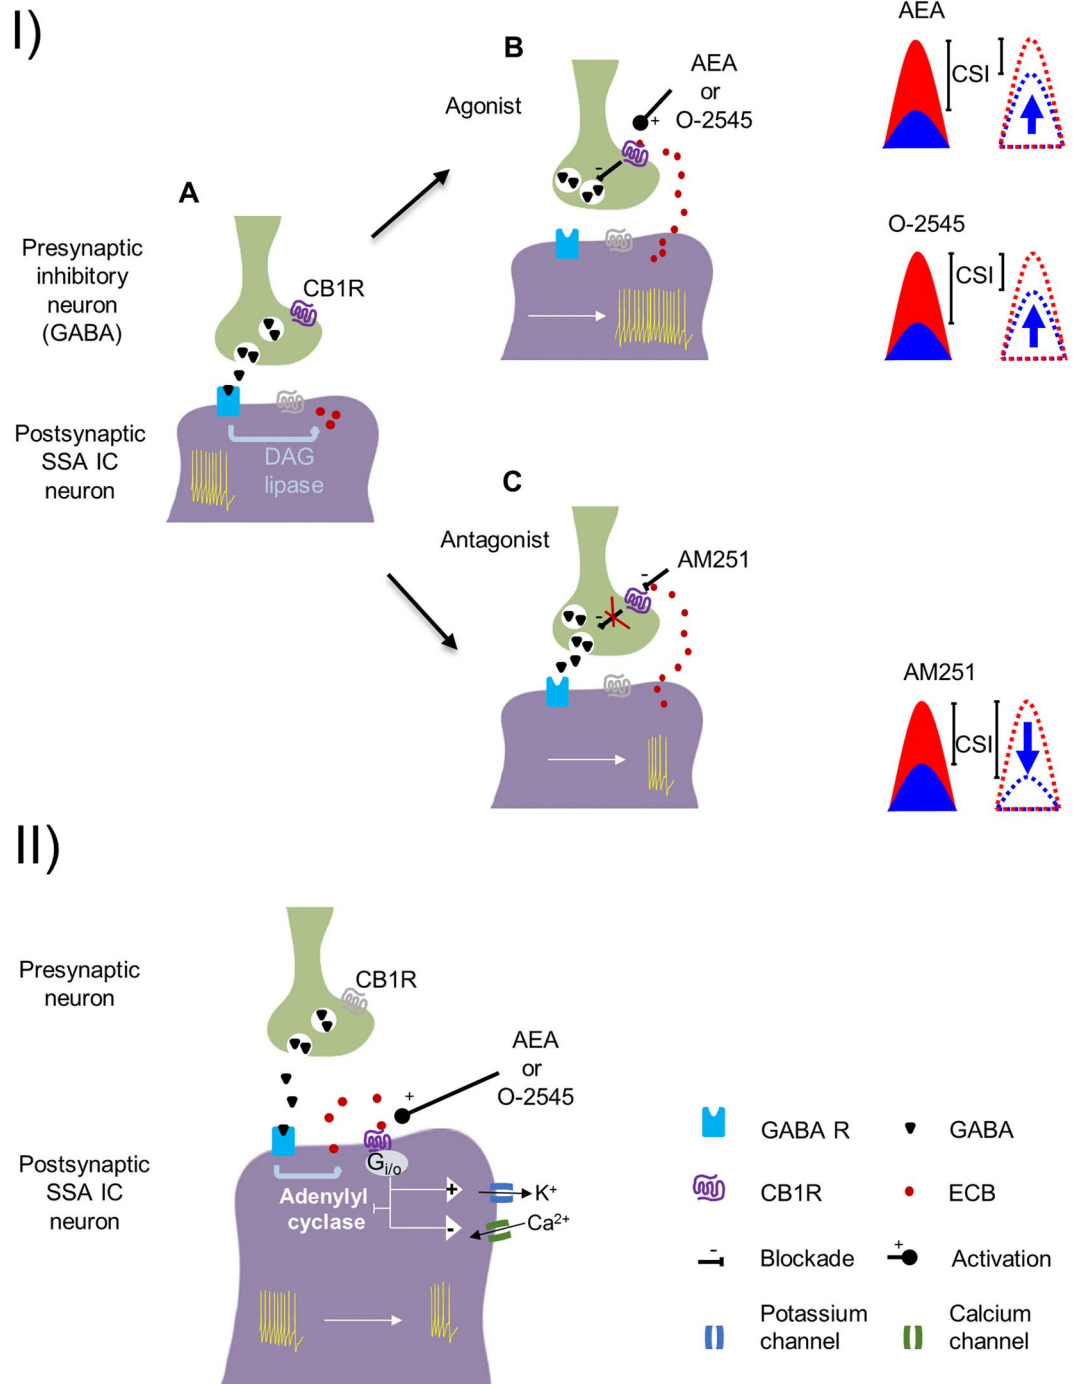 I)
AEA
CSI
B
Agonist
AEA
or
O-2545
+
-
A
Presynaptic
inhibitory
neuron
(GABA)
CB1R
O-2545
CSI
Postsynaptic
SSA IC
neuron
DAG
lipase
C
Antagonist
AM251
-
-
AM251
CSI
II)
Presynaptic
neuron
CB1R
AEA
or
O-2545
+
Postsynaptic
SSA IC
neuron
Gi/o
Adenylyl
cyclase
+
-
K+
Ca2+
GABA R
GABA
CB1R
ECB
-
Blockade
+
Activation
Potassium
channel
Calcium
channel